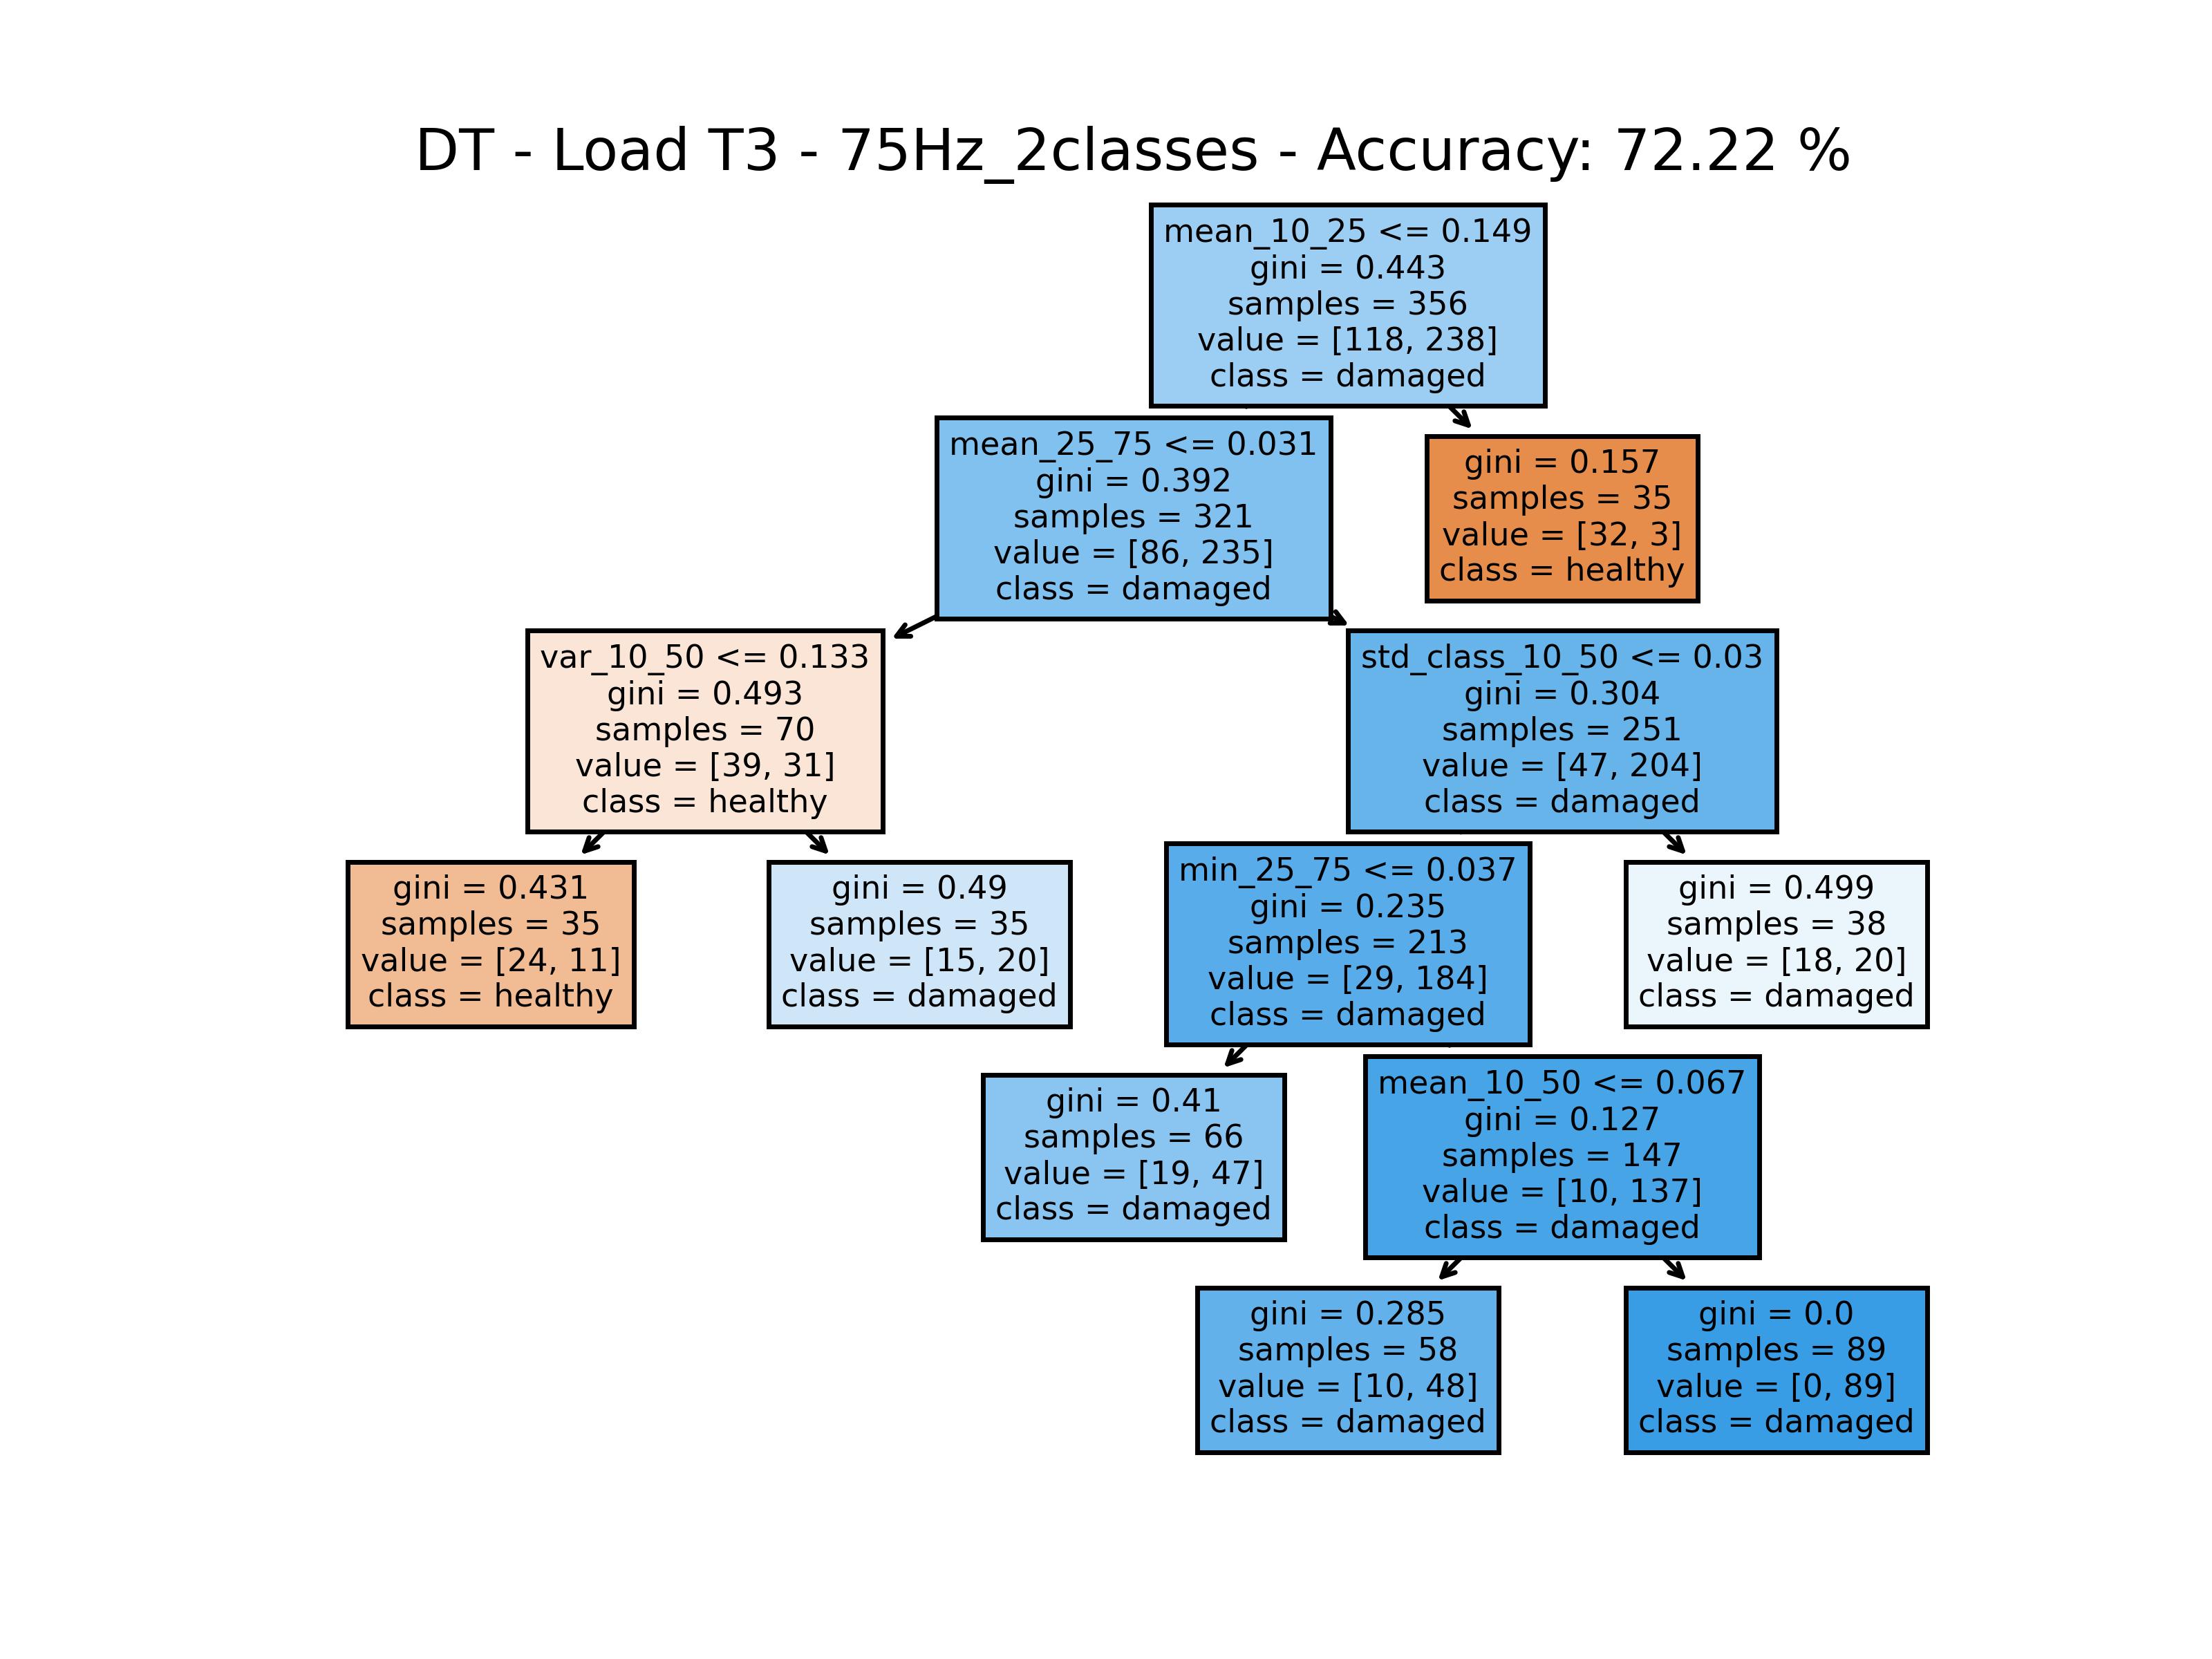 DT - Load T3 - 75Hz_2classes - Accuracy: 72.22 %
mean_10_25 <= 0.149
gini = 0.443
samples = 356
value = [118, 238]
class = damaged
mean_25_75 <= 0.031
gini = 0.392
samples = 321
value = [86, 235]
class = damaged
gini = 0.157
samples = 35
value = [32, 3]
class = healthy
var_10_50 <= 0.133
gini = 0.493
samples = 70
value = [39, 31]
class = healthy
std_class_10_50 <= 0.03
gini = 0.304
samples = 251
value = [47, 204]
class = damaged
gini = 0.431
samples = 35
value = [24, 11]
class = healthy
gini = 0.49
samples = 35
value = [15, 20]
class = damaged
min_25_75 <= 0.037
gini = 0.235
samples = 213
value = [29, 184]
class = damaged
gini = 0.499
samples = 38
value = [18, 20]
class = damaged
gini = 0.41
samples = 66
value = [19, 47]
class = damaged
mean_10_50 <= 0.067
gini = 0.127
samples = 147
value = [10, 137]
class = damaged
gini = 0.285
samples = 58
value = [10, 48]
class = damaged
gini = 0.0
samples = 89
value = [0, 89]
class = damaged